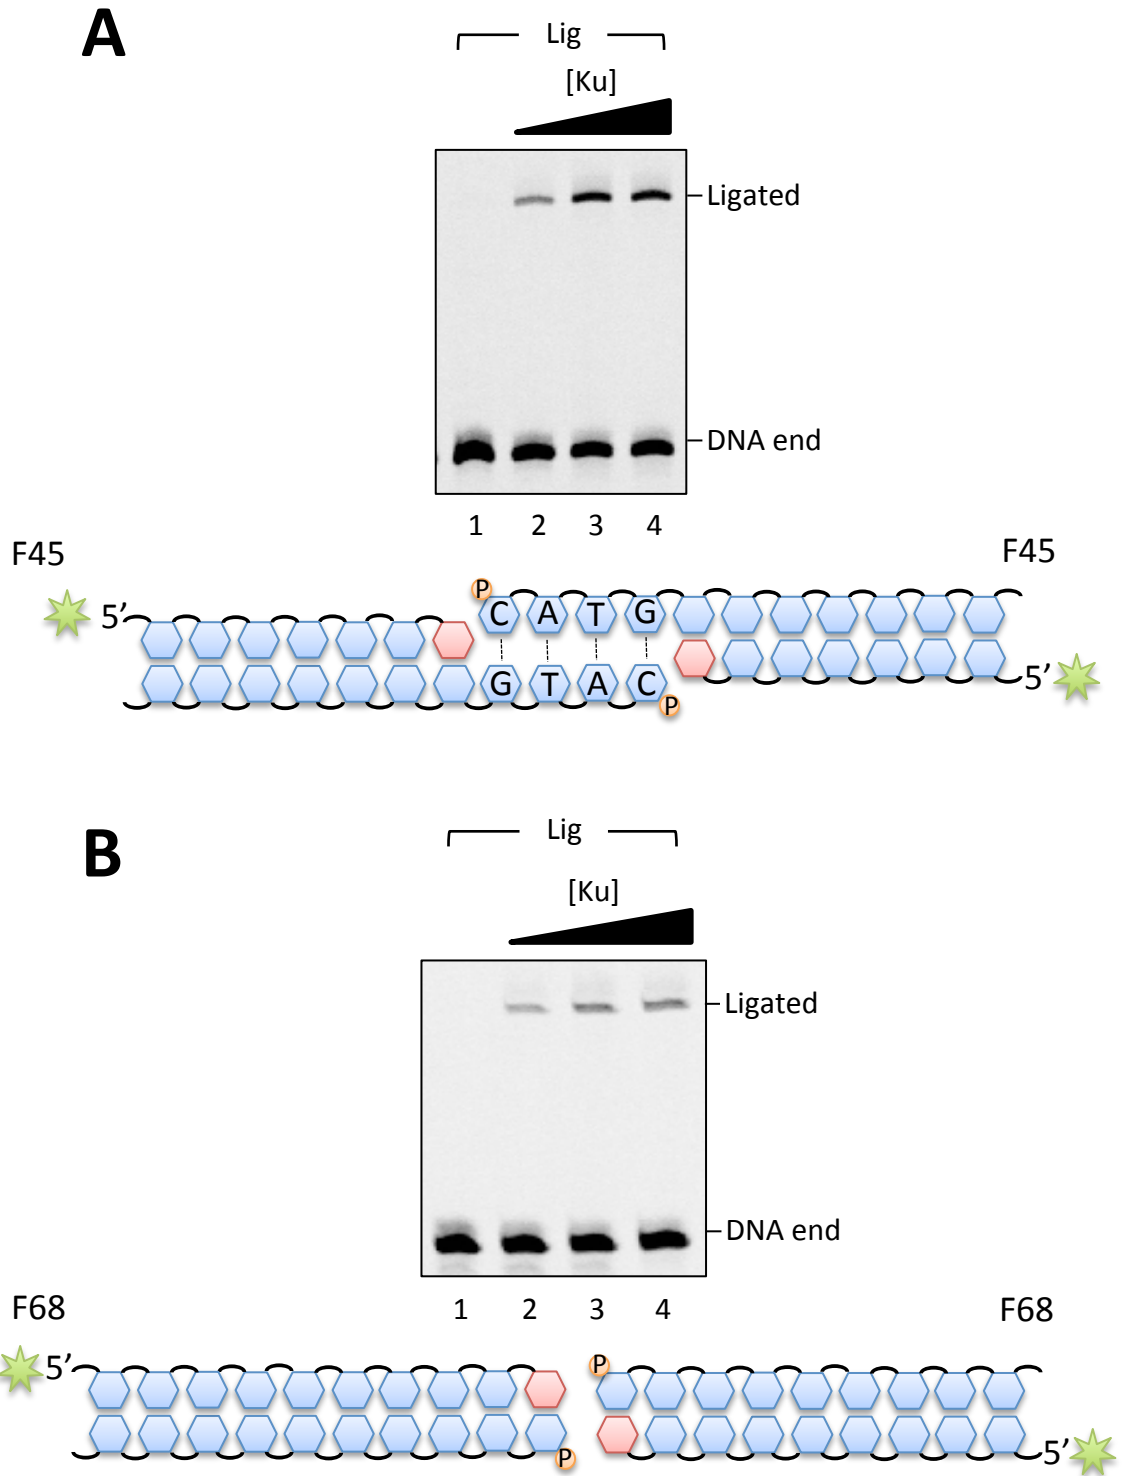 A
Lig
[Ku]
Ligated
DNA end
1 2 3 4
F45 F45
P
5’ C A T G
G T A C 5’
P
B
Lig
[Ku]
Ligated
DNA end
1 2 3 4
F68 F68
5’ P
P 5’